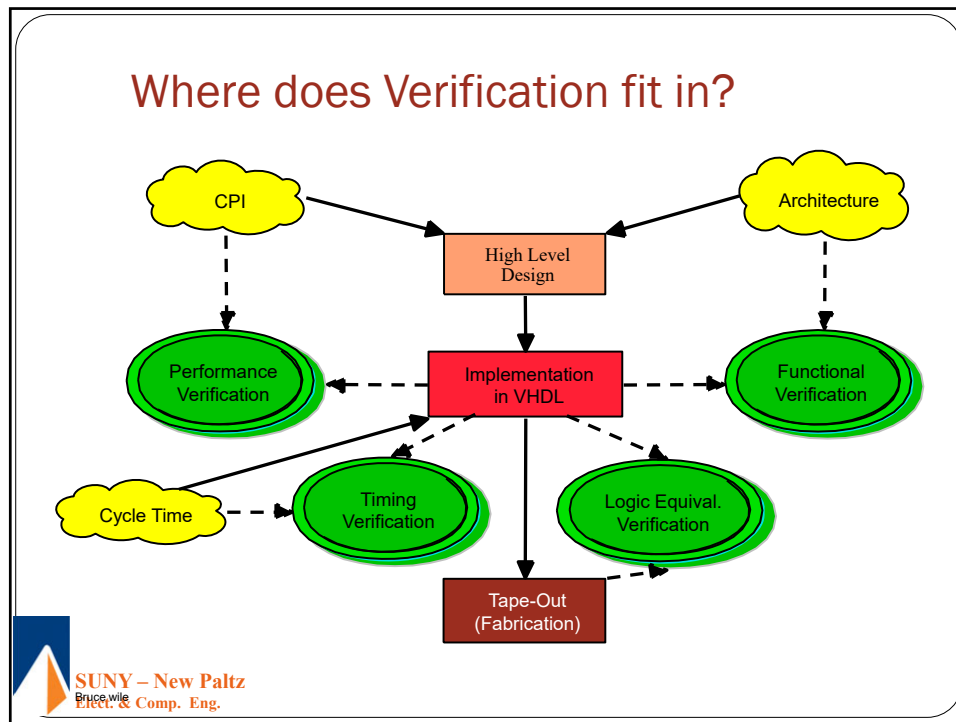 Where does Verification fit in?
CPI
Architecture
High Level
Design
Performance
Verification
Implementation
in VHDL
Functional
Verification
Cycle Time
Timing
Verification
Logic Equival.
Verification
Tape-Out
(Fabrication)
SUNY – New Paltz
Bruce wile
Elect. & Comp. Eng.